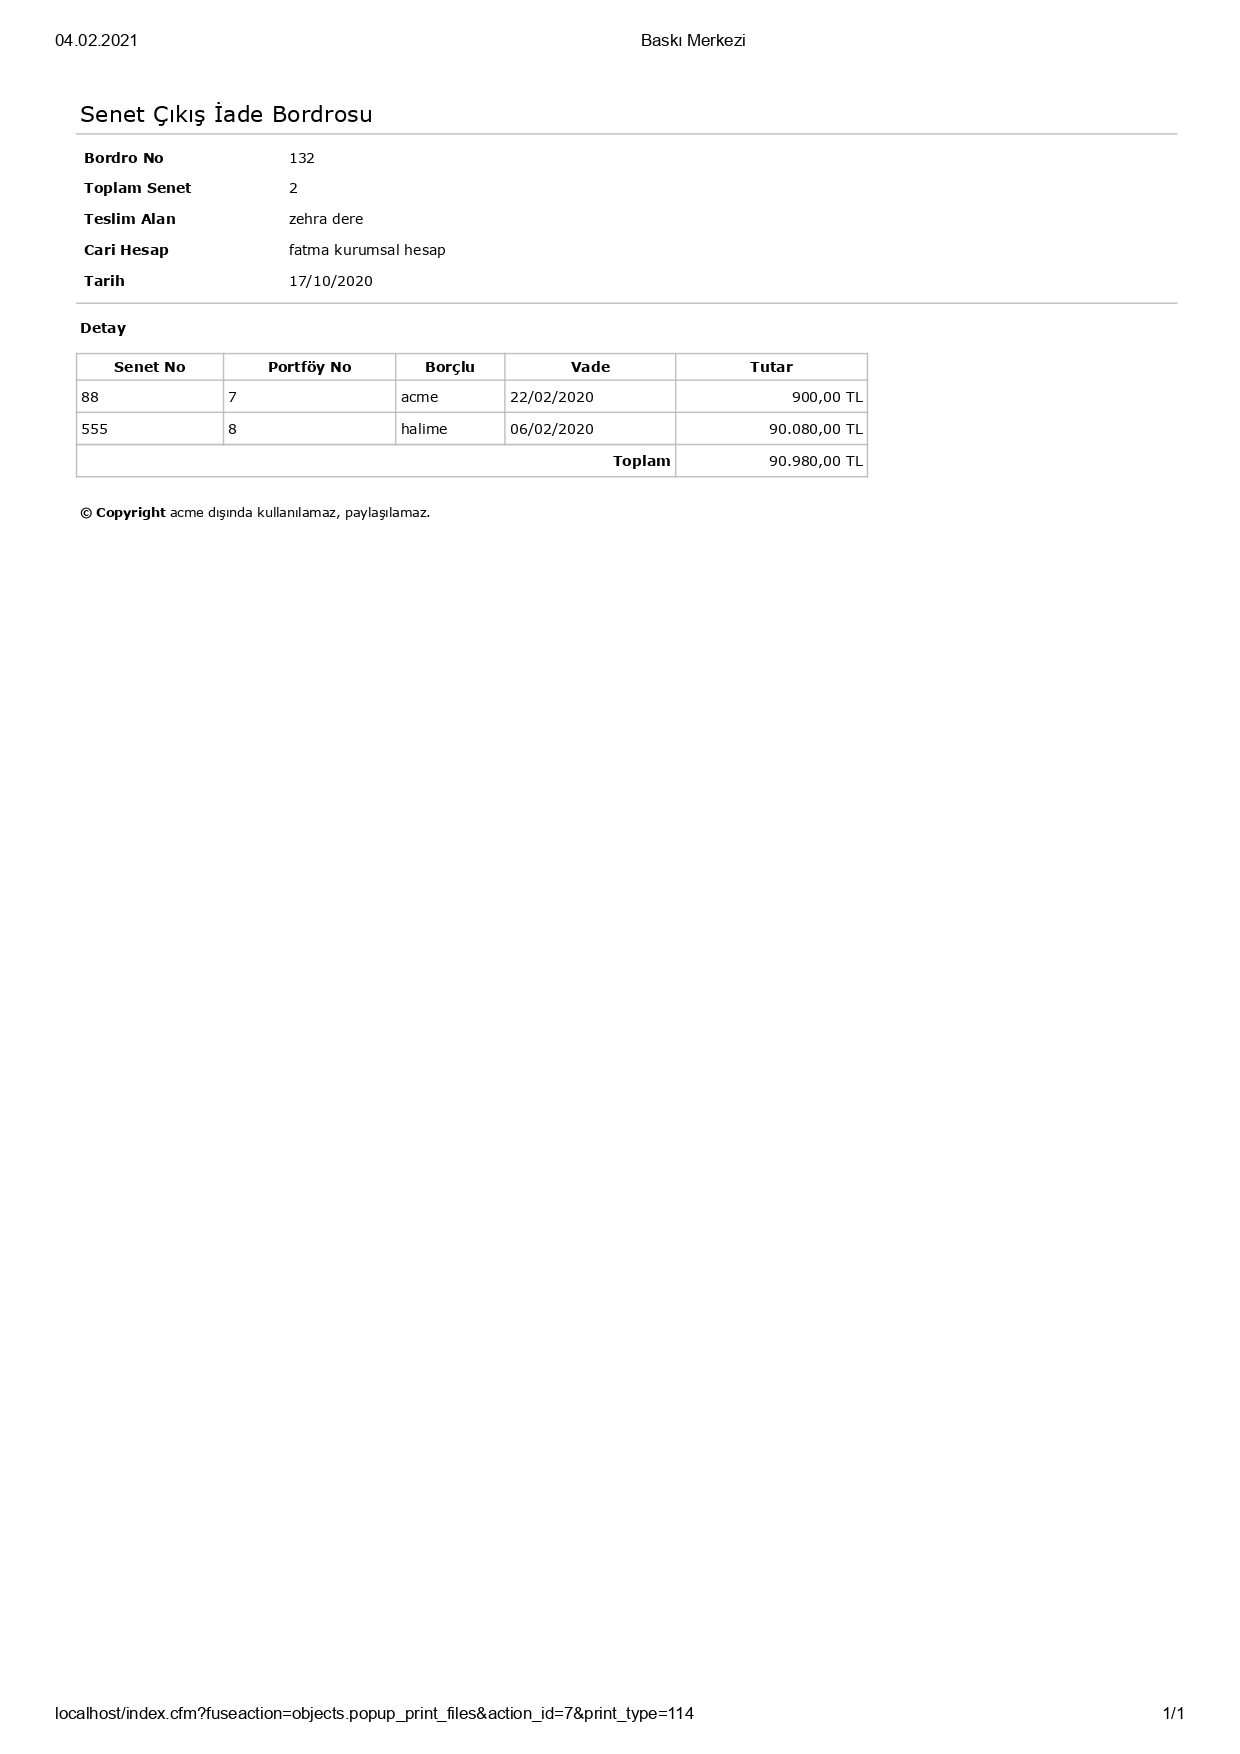 04.02.2021 Baskı Merkezi
Senet Çıkış İade Bordrosu
Bordro No 132
Toplam Senet 2
Teslim Alan zehra dere
Cari Hesap fatma kurumsal hesap
Tarih 17/10/2020
Detay
Senet No Portföy No Borçlu Vade Tutar
88 7 acme 22/02/2020 900,00 TL
555 8 halime 06/02/2020 90.080,00 TL
Toplam 90.980,00 TL
© Copyright acme dışında kullanılamaz, paylaşılamaz.
localhost/index.cfm?fuseaction=objects.popup_print_files&action_id=7&print_type=114 1/1